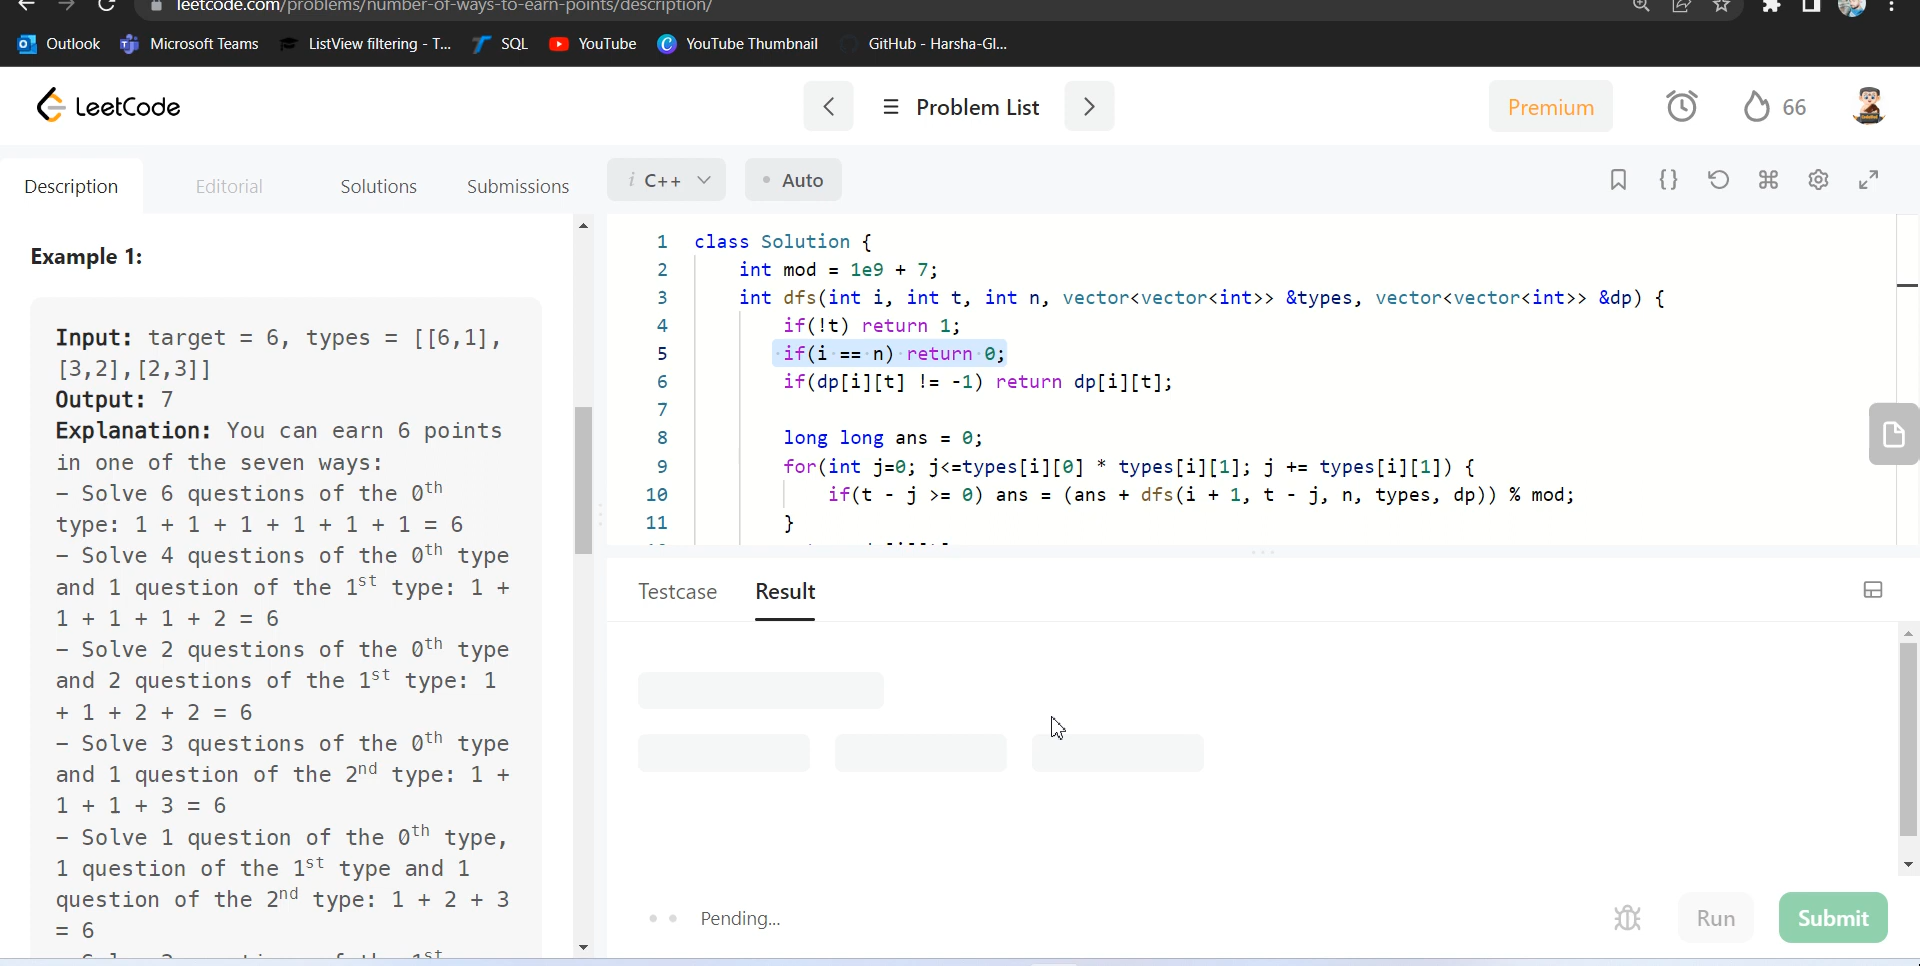 leetcode.com/problems/number-of-ways-to-earn-points/description/
Outlook Microsoft Teams ListView filtering - T... SQL YouTube YouTube Thumbnail GitHub - Harsha-Gl...
LeetCode Problem List Premium 66
Description Editorial Solutions Submissions
i C++ Auto
Example 1:
Input: target = 6, types = [[6,1],
[3,2],[2,3]]
Output: 7
Explanation: You can earn 6 points
in one of the seven ways:
- Solve 6 questions of the 0th
type: 1 + 1 + 1 + 1 + 1 + 1 = 6
- Solve 4 questions of the 0th type
and 1 question of the 1st type: 1 +
1 + 1 + 1 + 2 = 6
- Solve 2 questions of the 0th type
and 2 questions of the 1st type: 1
+ 1 + 2 + 2 = 6
- Solve 3 questions of the 0th type
and 1 question of the 2nd type: 1 +
1 + 1 + 3 = 6
- Solve 1 question of the 0th type,
1 question of the 1st type and 1
question of the 2nd type: 1 + 2 + 3
= 6
1 class Solution {
2 int mod = 1e9 + 7;
3 int dfs(int i, int t, int n, vector<vector<int>> &types, vector<vector<int>> &dp) {
4 if(!t) return 1;
5 if(i == n) return 0;
6 if(dp[i][t] != -1) return dp[i][t];
7
8 long long ans = 0;
9 for(int j=0; j<=types[i][0] * types[i][1]; j += types[i][1]) {
10 if(t - j >= 0) ans = (ans + dfs(i + 1, t - j, n, types, dp)) % mod;
11 }
Testcase Result
Pending...
Run Submit